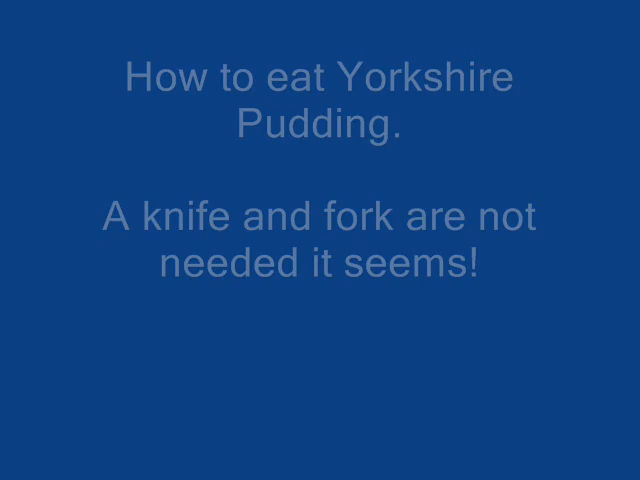 How to eat Yorkshire
Pudding.
A knife and fork are not
needed it seems!